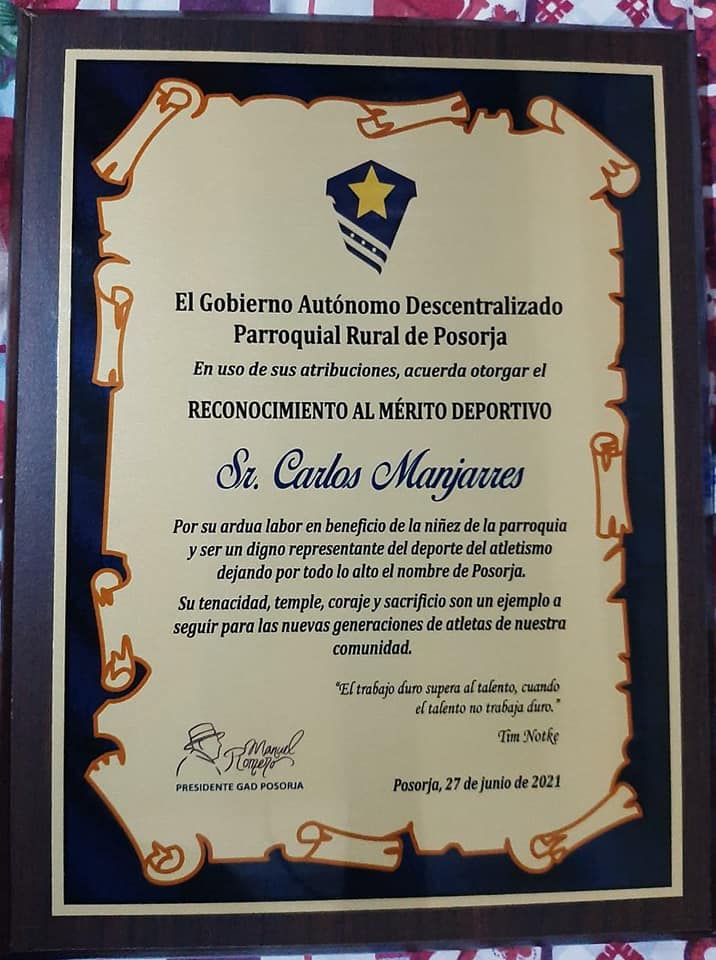 El Gobierno Autónomo Descentralizado
Parroquial Rural de Posorja
En uso de sus atribuciones, acuerda otorgar el
RECONOCIMIENTO AL MÉRITO DEPORTIVO
Sr. Carlos Manjarres
Por su ardua labor en beneficio de la niñez de la parroquia
y ser un digno representante del deporte del atletismo
dejando por todo lo alto el nombre de Posorja.
Su tenacidad, temple, coraje y sacrificio son un ejemplo a
seguir para las nuevas generaciones de atletas de nuestra
comunidad.
"El trabajo duro supera al talento, cuando
el talento no trabaja duro."
Tim Notke
Manuel
Romero
PRESIDENTE GAD POSORJA
Posorja, 27 de junio de 2021